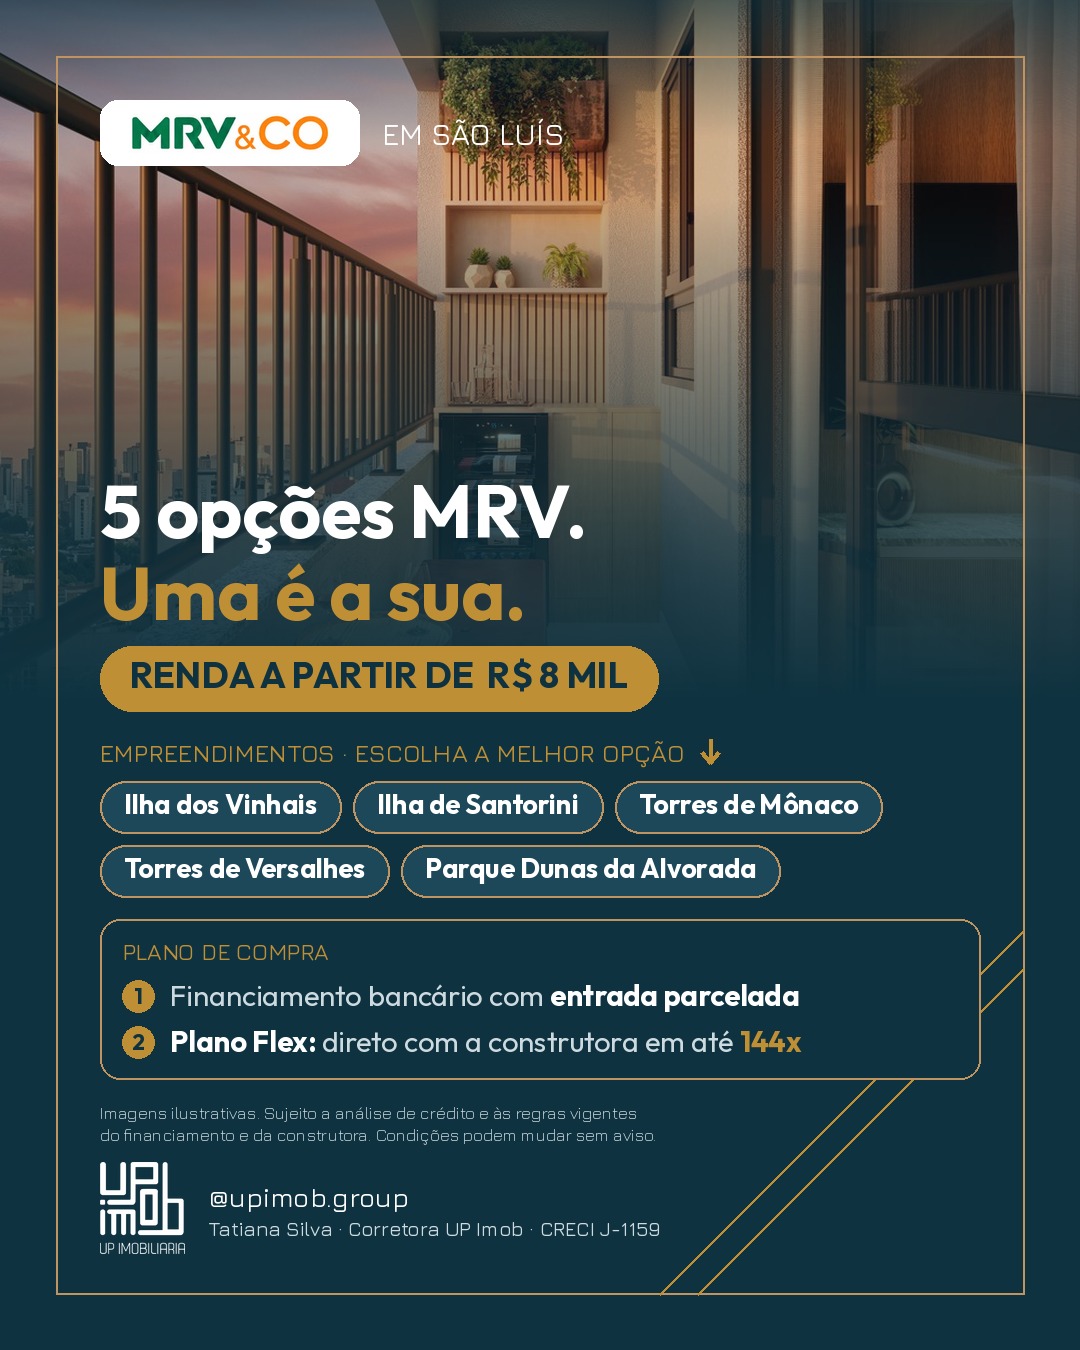 MRV&CO EM SÃO LUÍS
5 opções MRV.
Uma é a sua.
RENDA A PARTIR DE R$ 8 MIL
EMPREENDIMENTOS · ESCOLHA A MELHOR OPÇÃO ↓
Ilha dos Vinhais Ilha de Santorini Torres de Mônaco
Torres de Versalhes Parque Dunas da Alvorada
PLANO DE COMPRA
1 Financiamento bancário com entrada parcelada
2 Plano Flex: direto com a construtora em até 144x
Imagens ilustrativas. Sujeito a análise de crédito e às regras vigentes
do financiamento e da construtora. Condições podem mudar sem aviso.
UP imob
UP IMOBILIARIA
@upimob.group
Tatiana Silva · Corretora UP Imob · CRECI J-1159